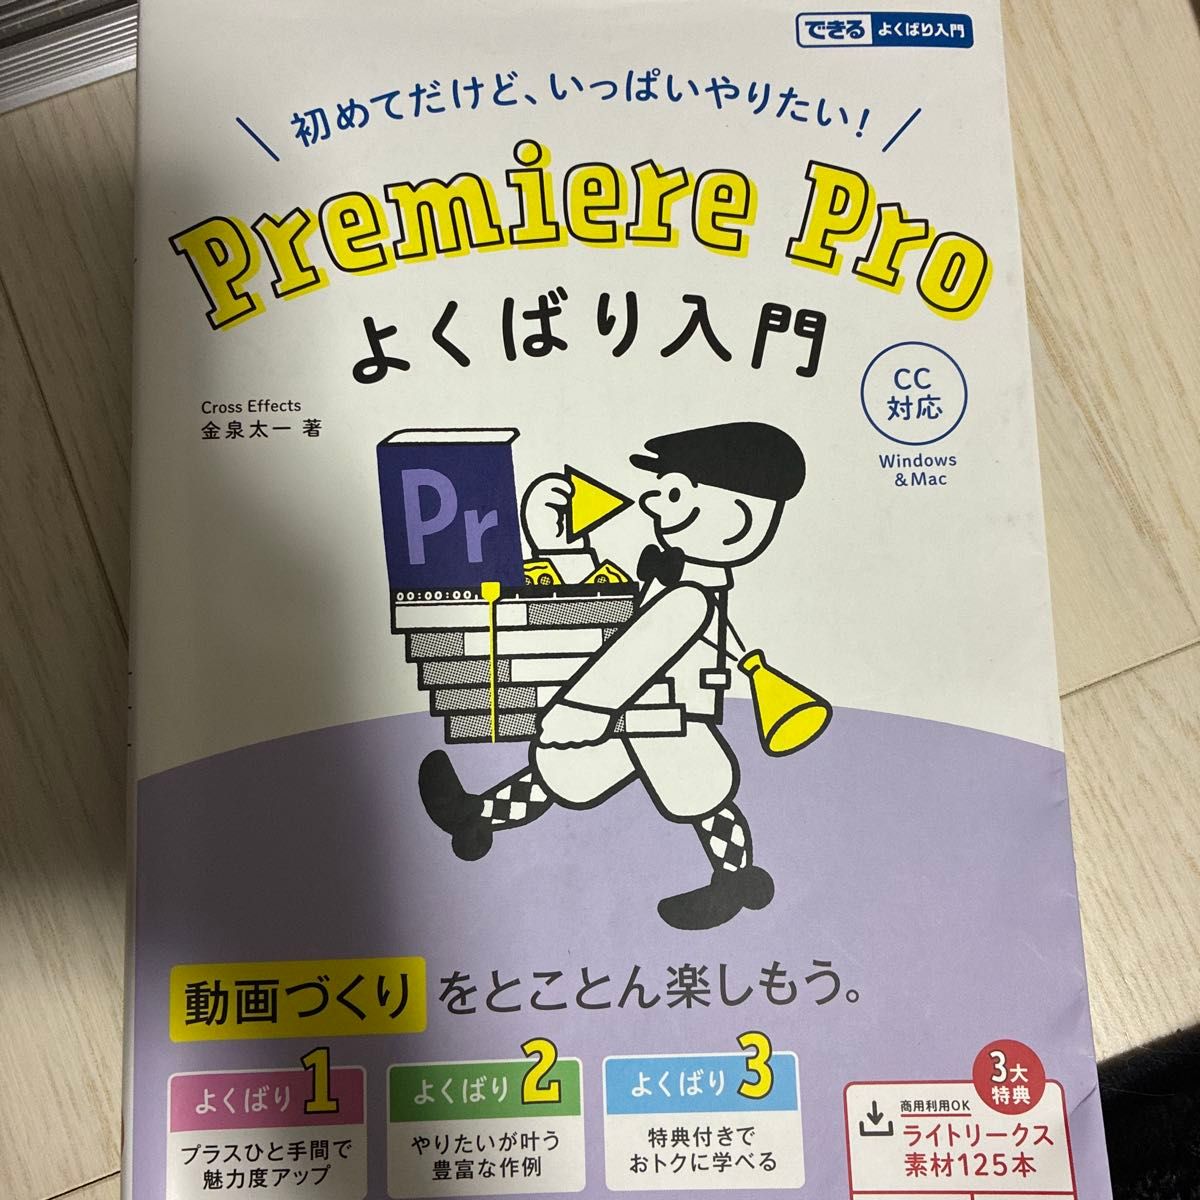 できる よくばり入門
初めてだけど、いっぱいやりたい!
Premiere Pro
よくばり入門
CC
対応
Windows
&Mac
Cross Effects
金泉太一 著
Pr
00:00:00:00
動画づくりをとことん楽しもう。
よくばり1
プラスひと手間で
魅力度アップ
よくばり2
やりたいが叶う
豊富な作例
よくばり3
特典付きで
おトクに学べる
3大
特典
商用利用OK
ライトリークス
素材125本